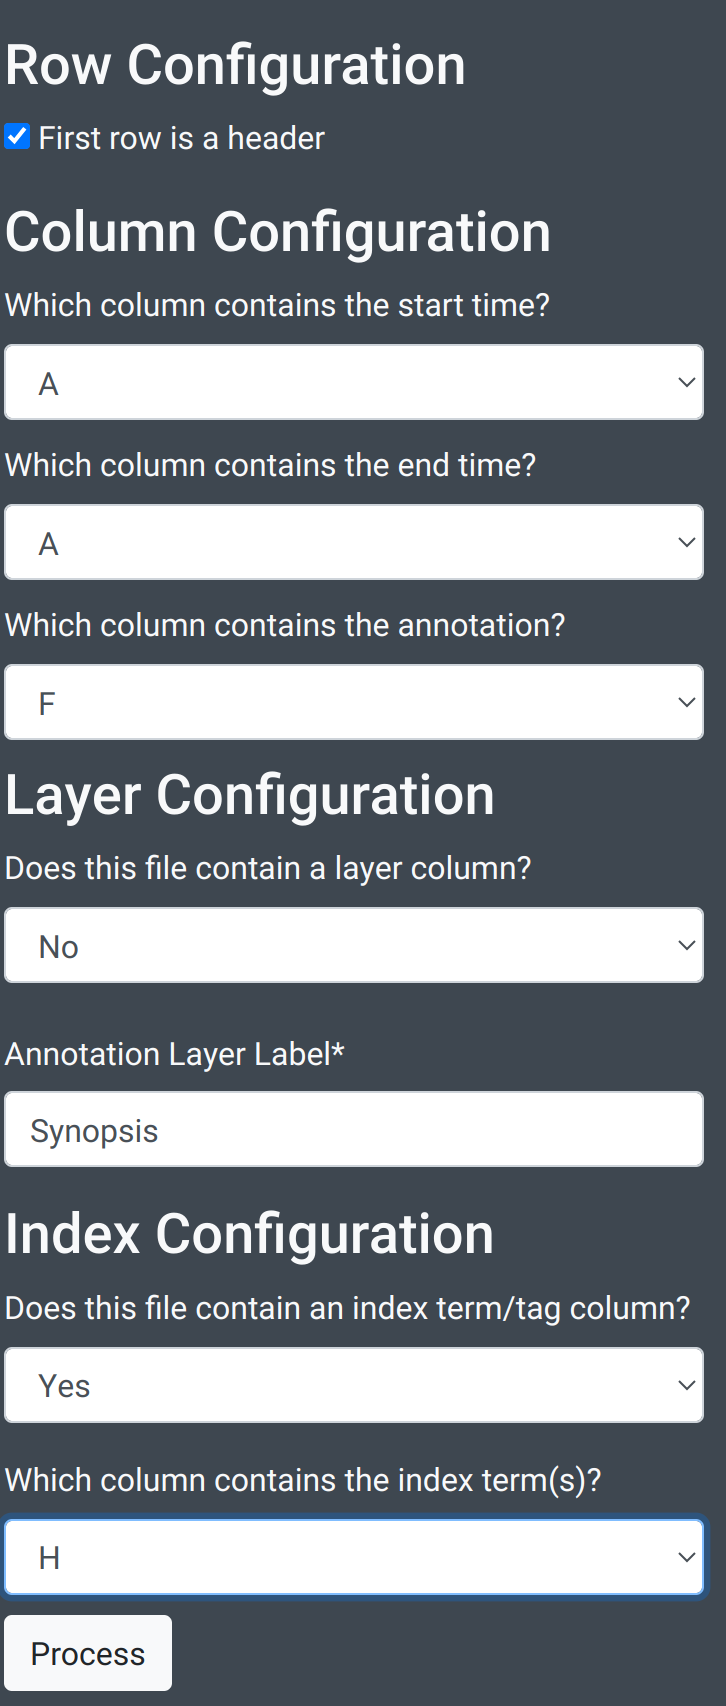 Row Configuration
First row is a header
Column Configuration
Which column contains the start time?
A
Which column contains the end time?
A
Which column contains the annotation?
F
Layer Configuration
Does this file contain a layer column?
No
Annotation Layer Label*
Synopsis
Index Configuration
Does this file contain an index term/tag column?
Yes
Which column contains the index term(s)?
H
Process